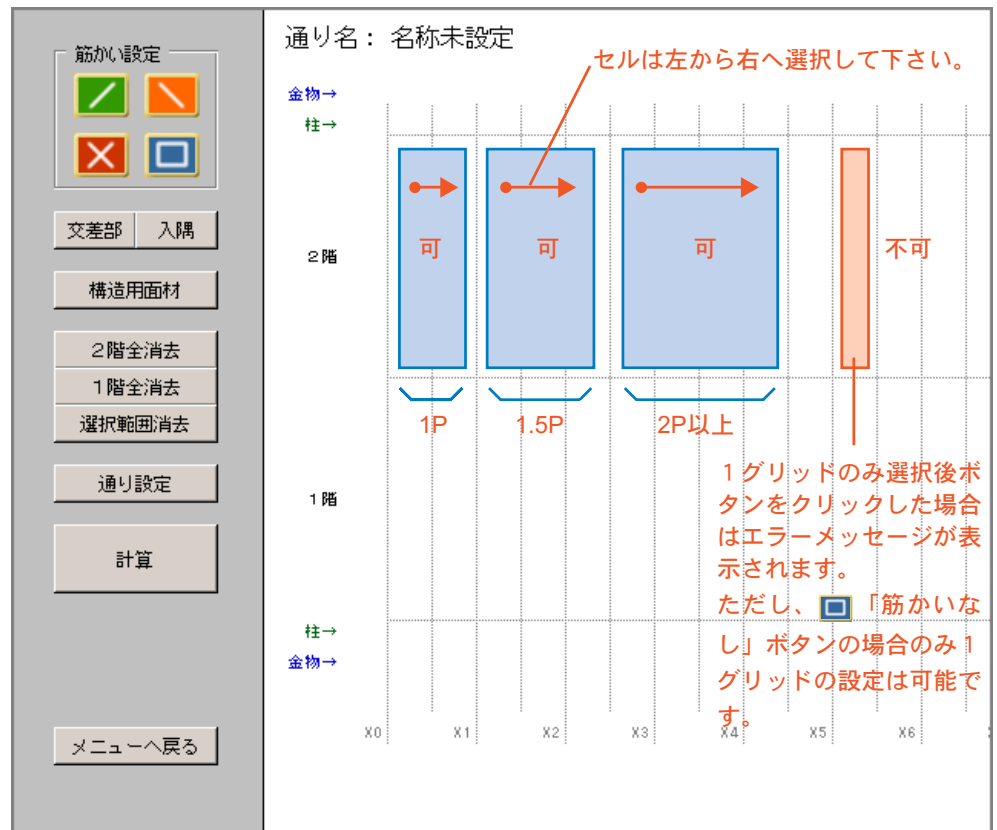 筋かい設定
交差部 入隅
構造用面材
２階全消去
１階全消去
選択範囲消去
通り設定
計算
メニューへ戻る
通り名： 名称未設定
セルは左から右へ選択して下さい。
金物→
柱→
２階
可 可 可 不可
1P 1.5P 2P以上
１グリッドのみ選択後ボ
タンをクリックした場合
はエラーメッセージが表
示されます。
ただし、 「筋かいな
し」ボタンの場合のみ１
グリッドの設定は可能で
す。
１階
柱→
金物→
X0 X1 X2 X3 X4 X5 X6